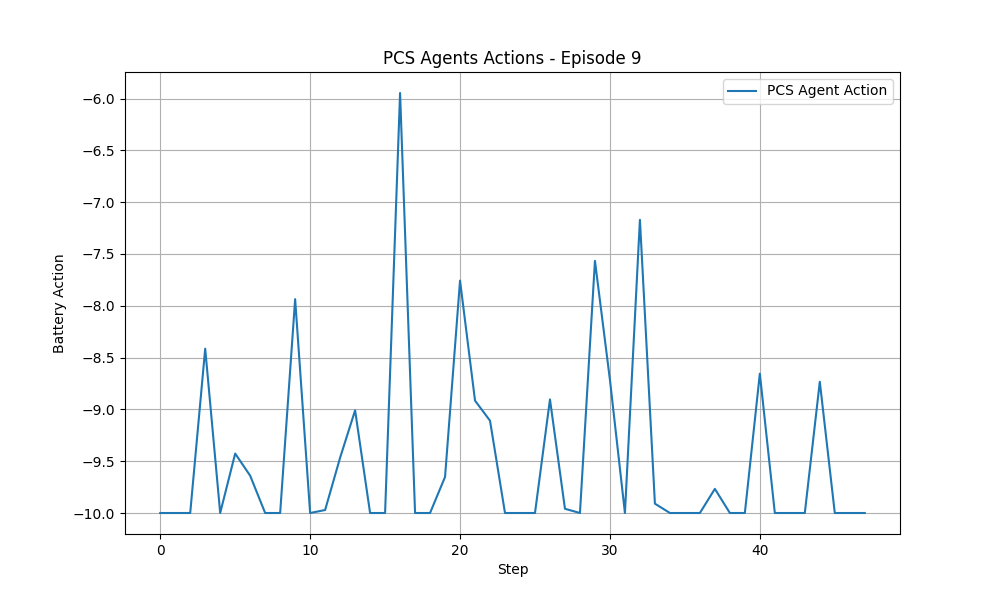 PCS Agents Actions - Episode 9
PCS Agent Action
−6.0
−6.5
−7.0
−7.5
−8.0
−8.5
−9.0
−9.5
−10.0
Battery Action
0 10 20 30 40
Step